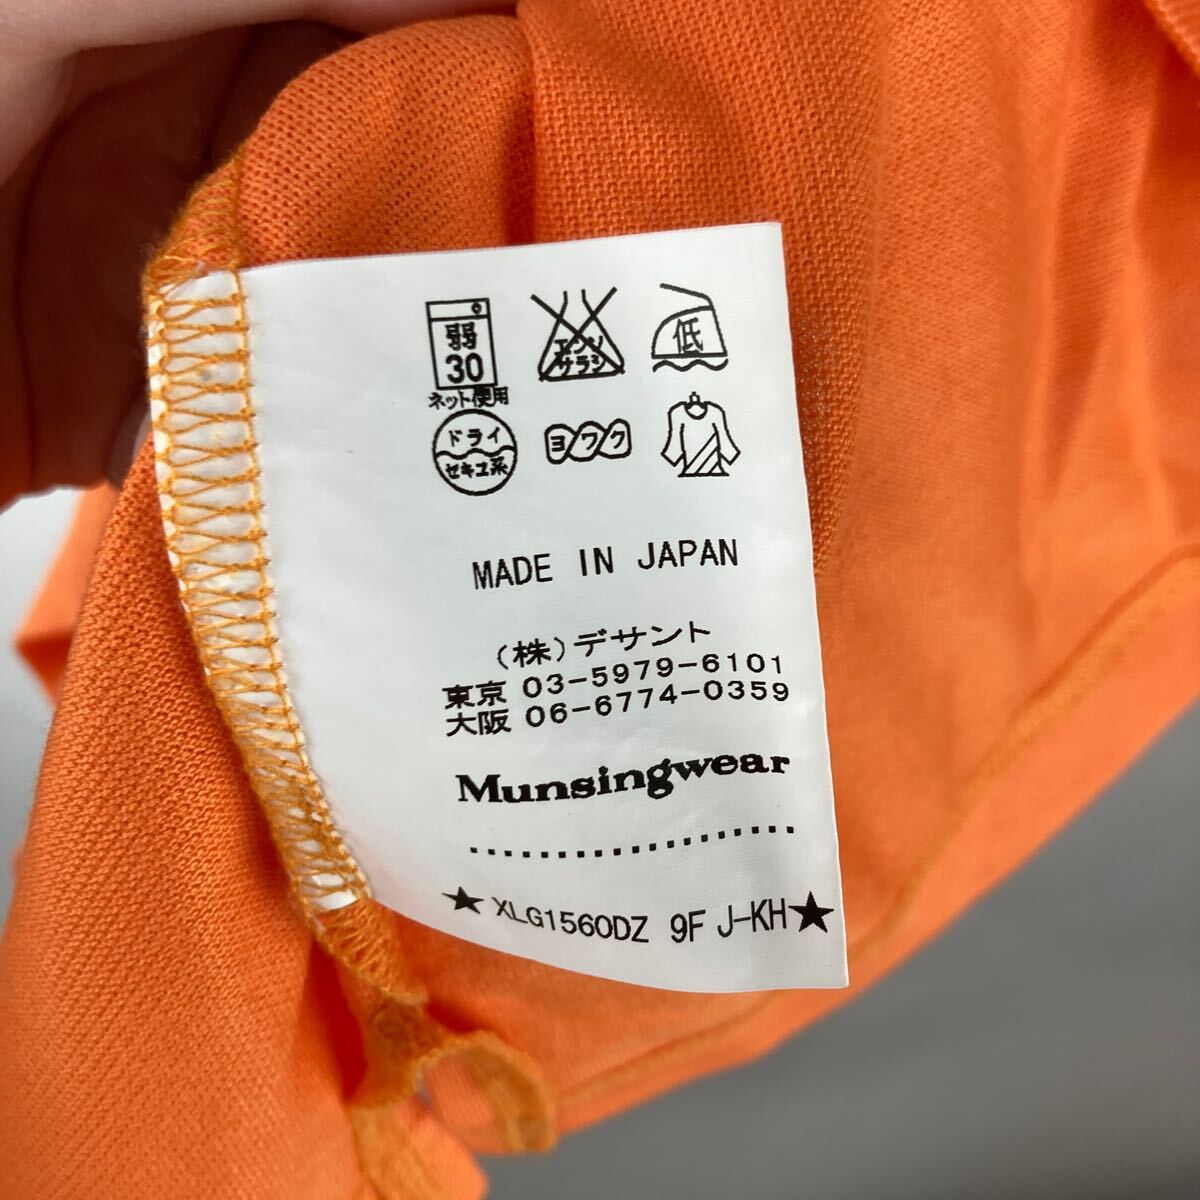 弱
30
ネット使用
エンソ
サラシ
低
ドライ
セキユ系
ヨワク
MADE IN JAPAN
(株)デサント
東京 03-5979-6101
大阪 06-6774-0359
Munsingwear
★ XLG1560DZ 9F J-KH★